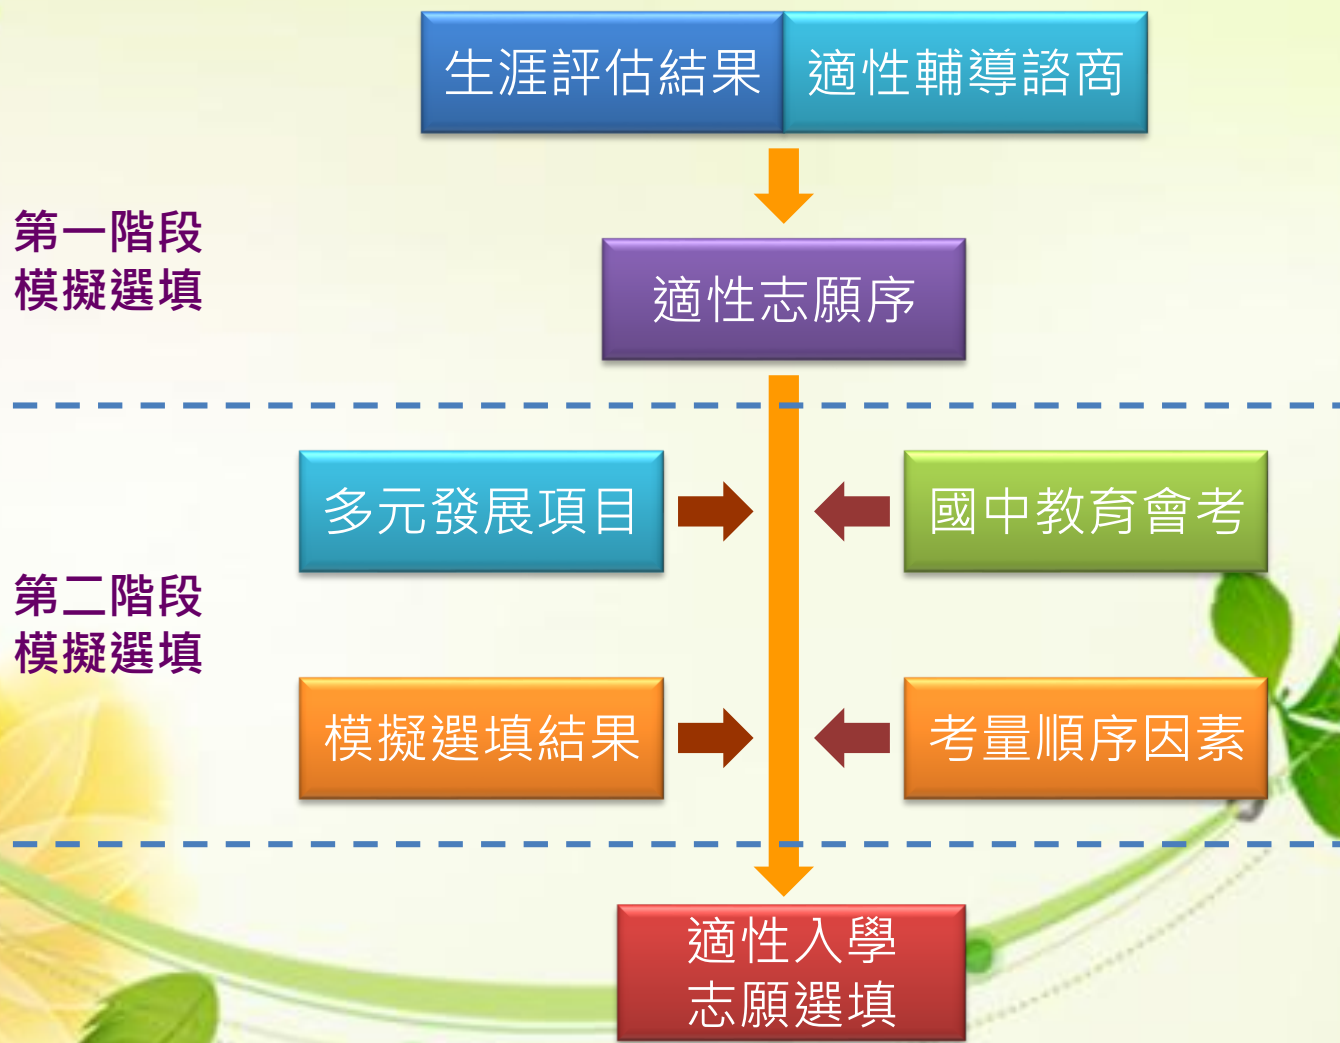 生涯評估結果
適性輔導諮商
第一階段
模擬選填
適性志願序
多元發展項目
國中教育會考
第二階段
模擬選填
模擬選填結果
考量順序因素
適性入學
志願選填